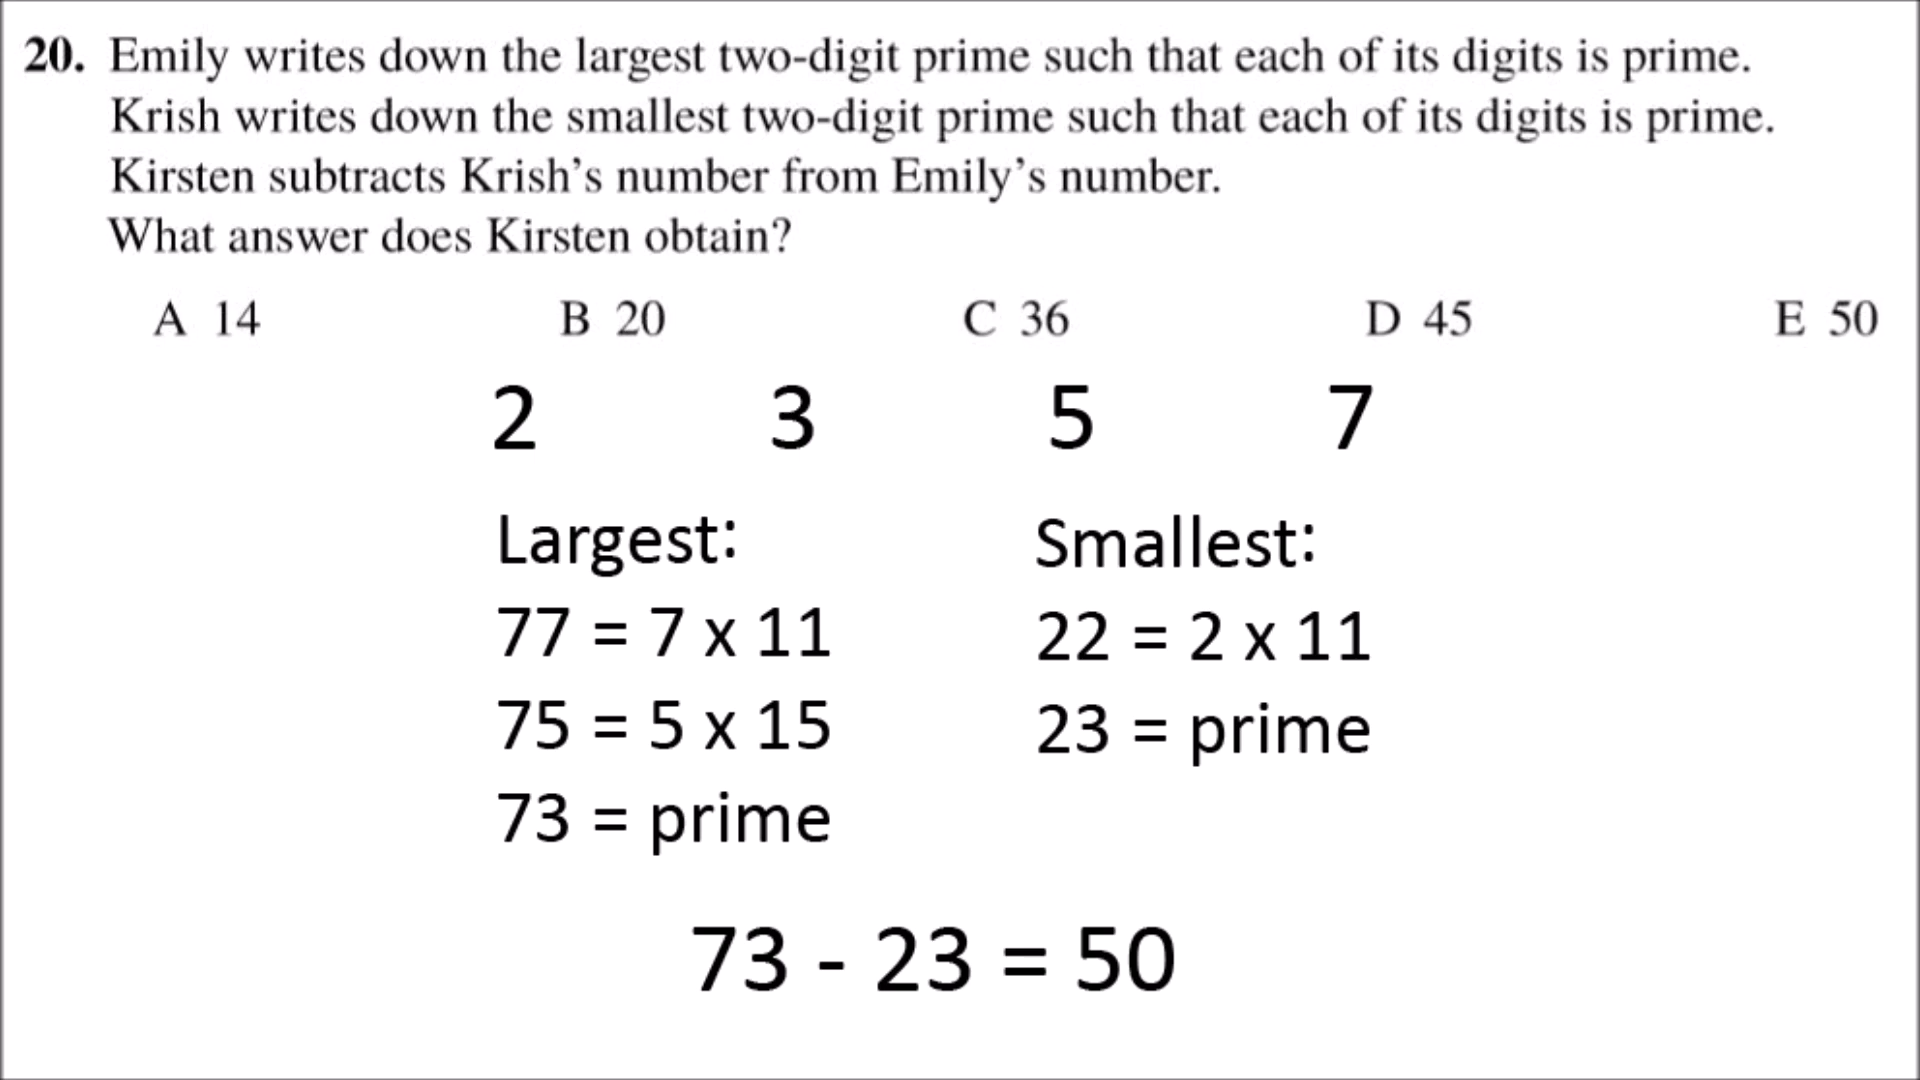 20. Emily writes down the largest two-digit prime such that each of its digits is prime.
Krish writes down the smallest two-digit prime such that each of its digits is prime.
Kirsten subtracts Krish’s number from Emily’s number.
What answer does Kirsten obtain?
A 14 B 20 C 36 D 45 E 50
2 3 5 7
Largest:
77 = 7 x 11
75 = 5 x 15
73 = prime
Smallest:
22 = 2 x 11
23 = prime
73 - 23 = 50